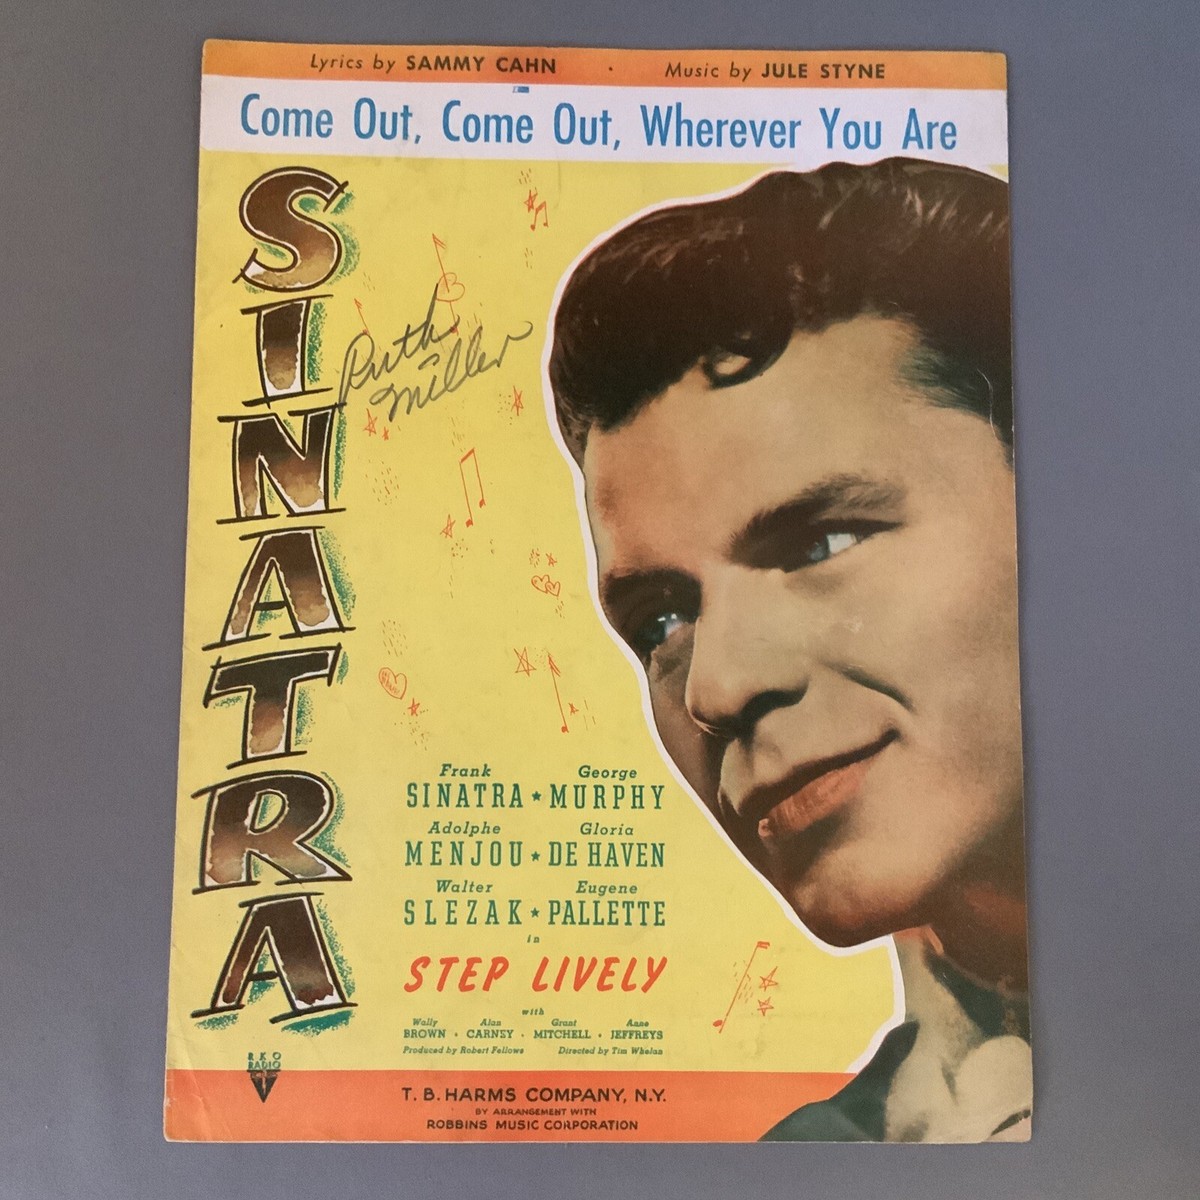 Lyrics by SAMMY CAHN · Music by JULE STYNE
Come Out, Come Out, Wherever You Are
SINATRA
Ruth
Miller
Frank George
SINATRA ★ MURPHY
Adolphe Gloria
MENJOU ★ DE HAVEN
Walter Eugene
SLEZAK ★ PALLETTE
in
STEP LIVELY
with
Wally Alan Grant Anne
BROWN · CARNEY · MITCHELL · JEFFREYS
Produced by Robert Fellows Directed by Tim Whelan
RKO
RADIO
T. B. HARMS COMPANY, N.Y.
BY ARRANGEMENT WITH
ROBBINS MUSIC CORPORATION